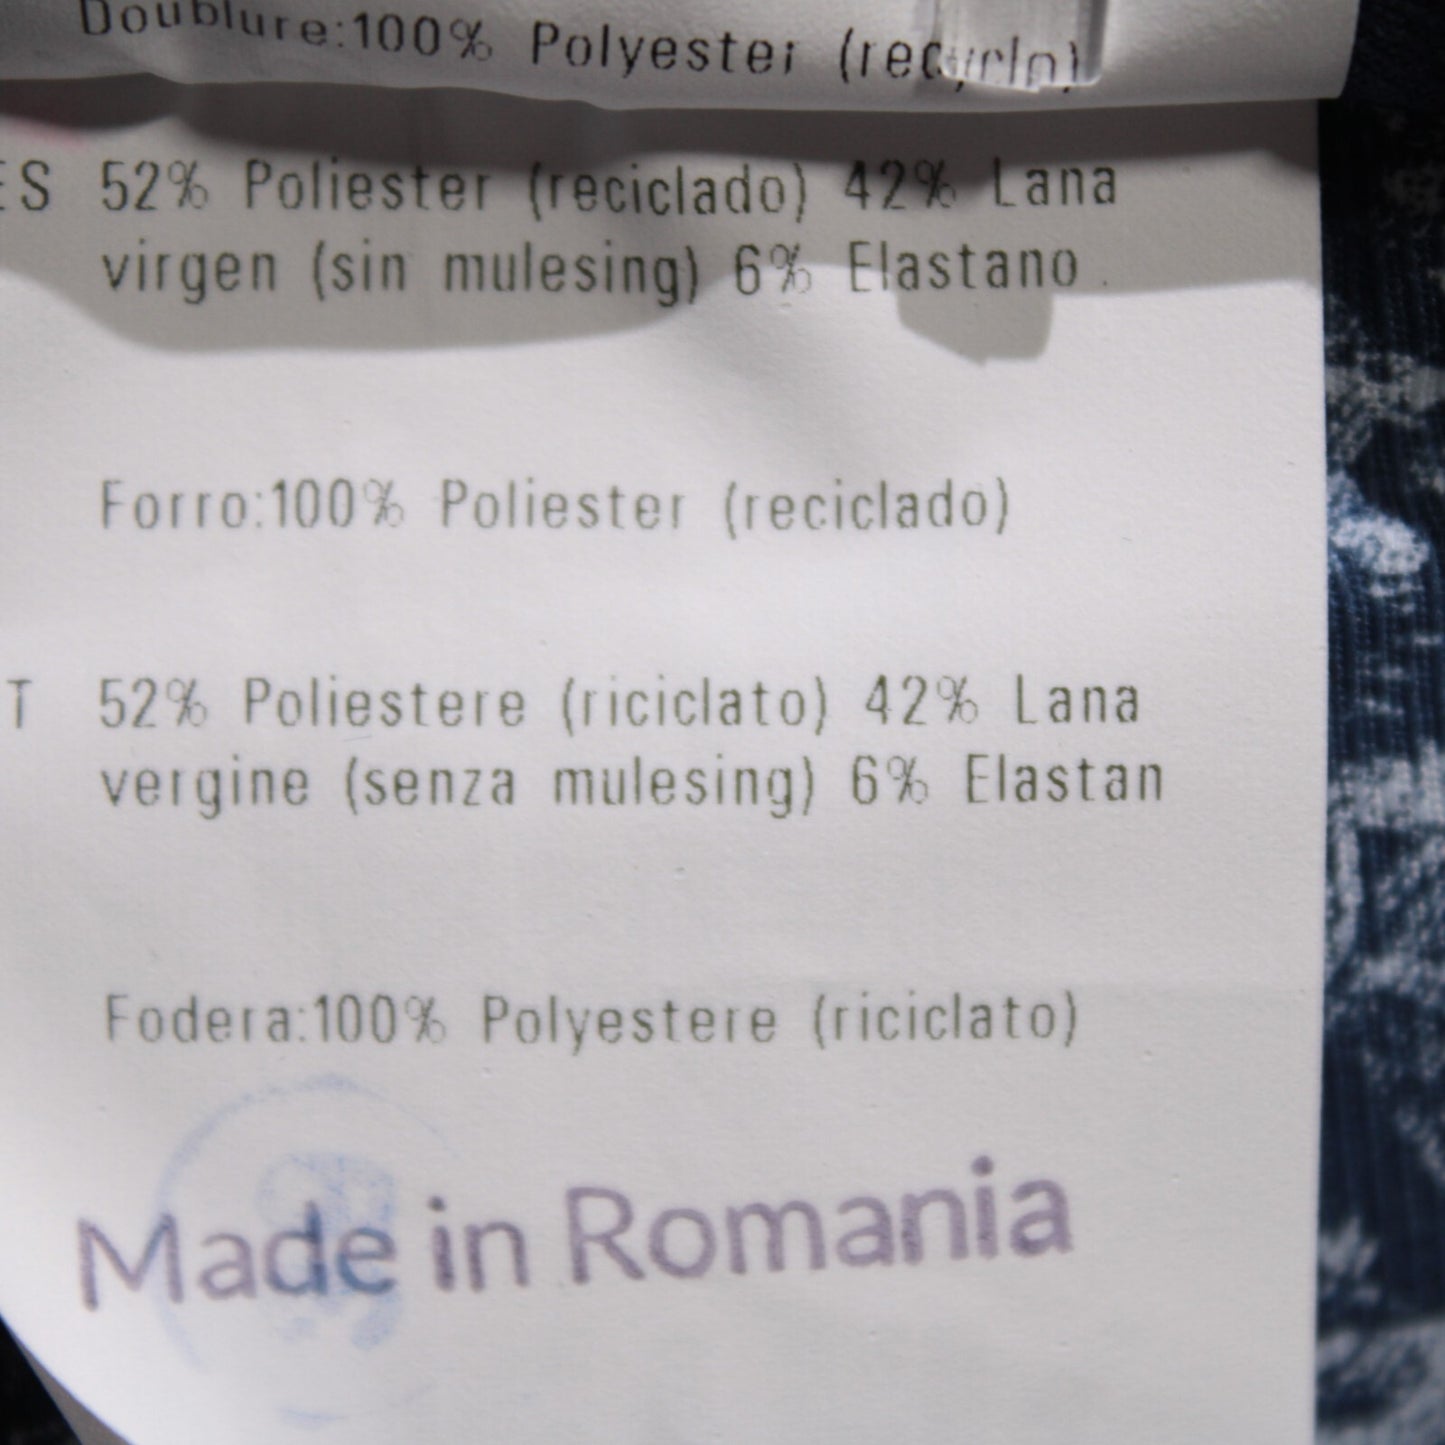 Doublure:100% Polyester
ES 52% Poliester (reciclado) 42% Lana
virgen (sin mulesing) 6% Elastano
Forro:100% Poliester (reciclado)
T 52% Poliestere (riciclato) 42% Lana
vergine (senza mulesing) 6% Elastan
Fodera:100% Polyestere (riciclato)
Made in Romania